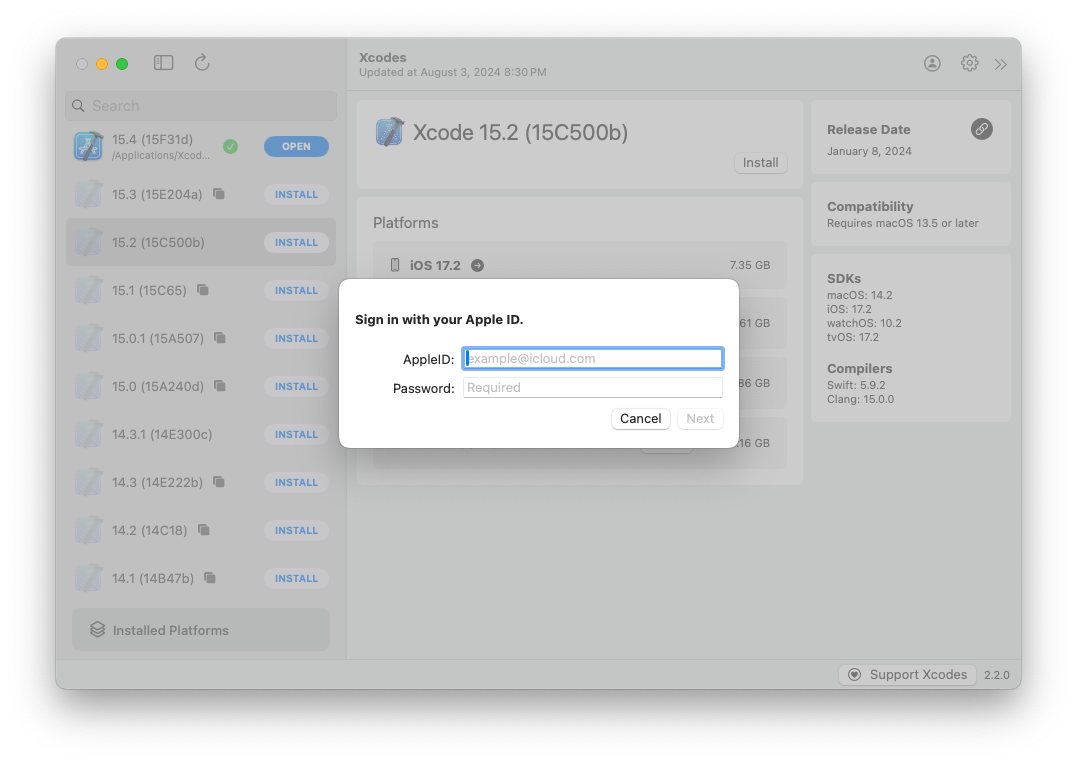 Xcodes
Updated at August 3, 2024 8:30 PM
Search
15.4 (15F31d)
/Applications/Xcod...
OPEN
15.3 (15E204a)
INSTALL
15.2 (15C500b)
INSTALL
15.1 (15C65)
INSTALL
15.0.1 (15A507)
INSTALL
15.0 (15A240d)
INSTALL
14.3.1 (14E300c)
INSTALL
14.3 (14E222b)
INSTALL
14.2 (14C18)
INSTALL
14.1 (14B47b)
INSTALL
Installed Platforms
Xcode 15.2 (15C500b)
Install
Platforms
iOS 17.2
7.35 GB
61 GB
86 GB
.16 GB
Sign in with your Apple ID.
AppleID:
example@icloud.com
Password:
Required
Cancel
Next
Release Date
January 8, 2024
Compatibility
Requires macOS 13.5 or later
SDKs
macOS: 14.2
iOS: 17.2
watchOS: 10.2
tvOS: 17.2
Compilers
Swift: 5.9.2
Clang: 15.0.0
Support Xcodes
2.2.0